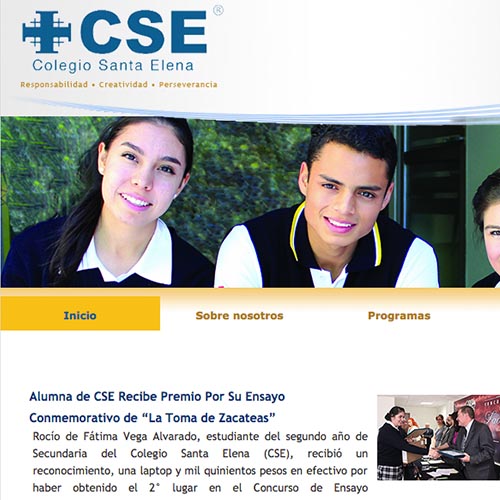 CSE®
Colegio Santa Elena
Responsabilidad • Creatividad • Perseverancia
Inicio Sobre nosotros Programas
Alumna de CSE Recibe Premio Por Su Ensayo
Conmemorativo de “La Toma de Zacateas”
Rocío de Fátima Vega Alvarado, estudiante del segundo año de
Secundaria del Colegio Santa Elena (CSE), recibió un
reconocimiento, una laptop y mil quinientos pesos en efectivo por
haber obtenido el 2° lugar en el Concurso de Ensayo